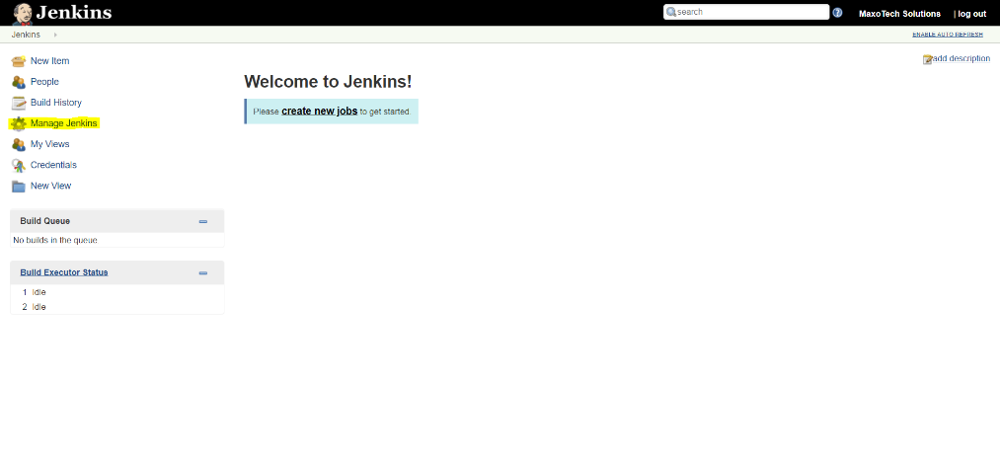 Jenkins
search
MaxoTech Solutions | log out
Jenkins
ENABLE AUTO REFRESH
New Item
People
Build History
Manage Jenkins
My Views
Credentials
New View
Build Queue
No builds in the queue.
Build Executor Status
1 Idle
2 Idle
add description
Welcome to Jenkins!
Please create new jobs to get started.